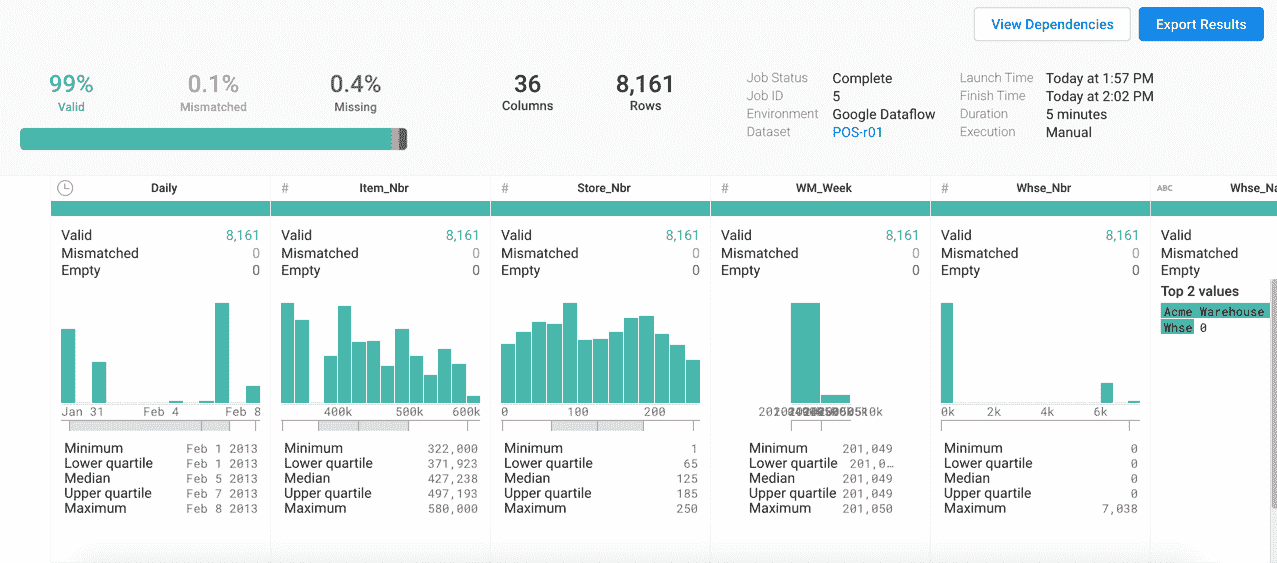 View Dependencies Export Results
99% 0.1% 0.4% 36 8,161
Valid Mismatched Missing Columns Rows
Job Status Complete Launch Time Today at 1:57 PM
Job ID 5 Finish Time Today at 2:02 PM
Environment Google Dataflow Duration 5 minutes
Dataset POS-r01 Execution Manual
Daily # Item_Nbr # Store_Nbr # WM_Week # Whse_Nbr ABC Whse_Na
Valid 8,161 Valid 8,161 Valid 8,161 Valid 8,161 Valid 8,161 Valid
Mismatched 0 Mismatched 0 Mismatched 0 Mismatched 0 Mismatched 0 Mismatched
Empty 0 Empty 0 Empty 0 Empty 0 Empty 0 Empty
Top 2 values
Acme Warehouse
Whse 0
Jan 31 Feb 4 Feb 8 400k 500k 600k 0 100 200 0k 2k 4k 6k
Minimum Feb 1 2013 Minimum 322,000 Minimum 1 Minimum 201,049 Minimum 0
Lower quartile Feb 1 2013 Lower quartile 371,923 Lower quartile 65 Lower quartile 201,0… Lower quartile 0
Median Feb 5 2013 Median 427,238 Median 125 Median 201,049 Median 0
Upper quartile Feb 7 2013 Upper quartile 497,193 Upper quartile 185 Upper quartile 201,049 Upper quartile 0
Maximum Feb 8 2013 Maximum 580,000 Maximum 250 Maximum 201,050 Maximum 7,038